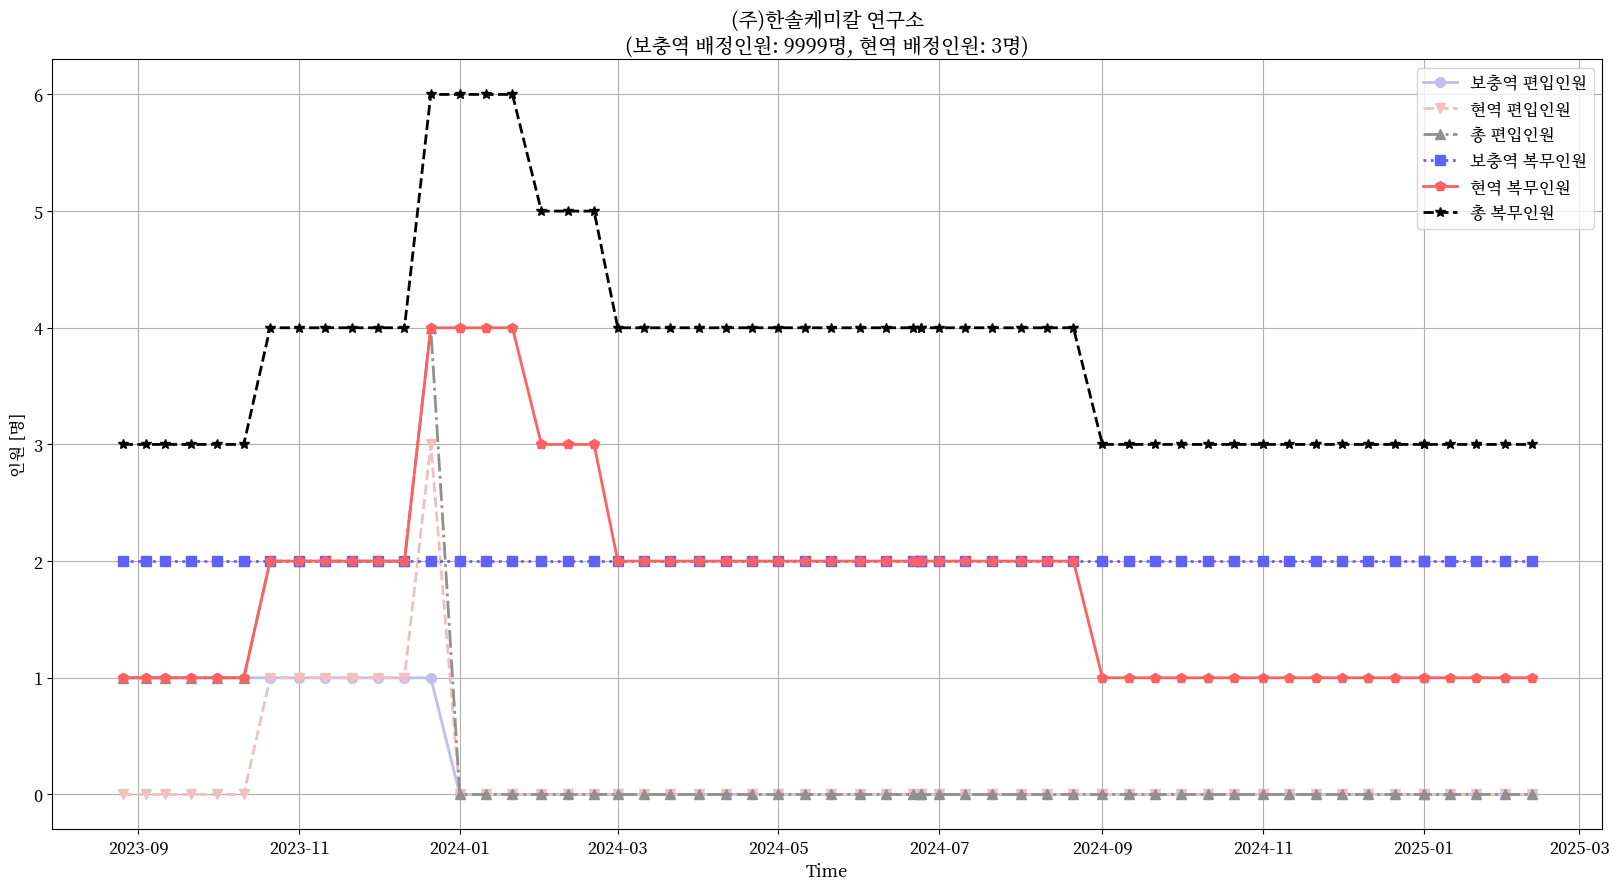 (주)한솔케미칼 연구소
(보충역 배정인원: 9999명, 현역 배정인원: 3명)
보충역 편입인원
현역 편입인원
총 편입인원
보충역 복무인원
현역 복무인원
총 복무인원
인원 [명]
6
5
4
3
2
1
0
2023-09
2023-11
2024-01
2024-03
2024-05
2024-07
2024-09
2024-11
2025-01
2025-03
Time